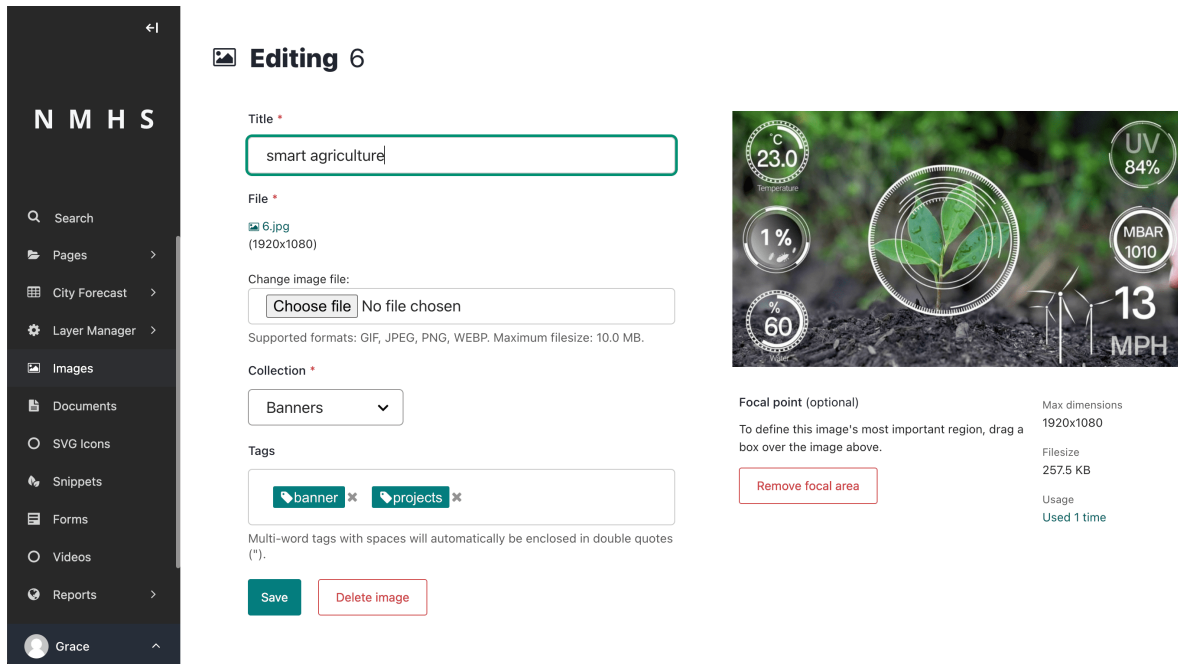 NMHS
Search
Pages
City Forecast
Layer Manager
Images
Documents
SVG Icons
Snippets
Forms
Videos
Reports
Grace
Editing 6
Title *
smart agriculture
File *
6.jpg
(1920x1080)
Change image file:
Choose file No file chosen
Supported formats: GIF, JPEG, PNG, WEBP. Maximum filesize: 10.0 MB.
Collection *
Banners
Tags
banner
projects
Multi-word tags with spaces will automatically be enclosed in double quotes
(").
Save
Delete image
°C
23.0
Temperature
1 %
%
60
Water
UV
84%
MBAR
1010
13
MPH
Focal point (optional)
To define this image's most important region, drag a
box over the image above.
Remove focal area
Max dimensions
1920x1080
Filesize
257.5 KB
Usage
Used 1 time